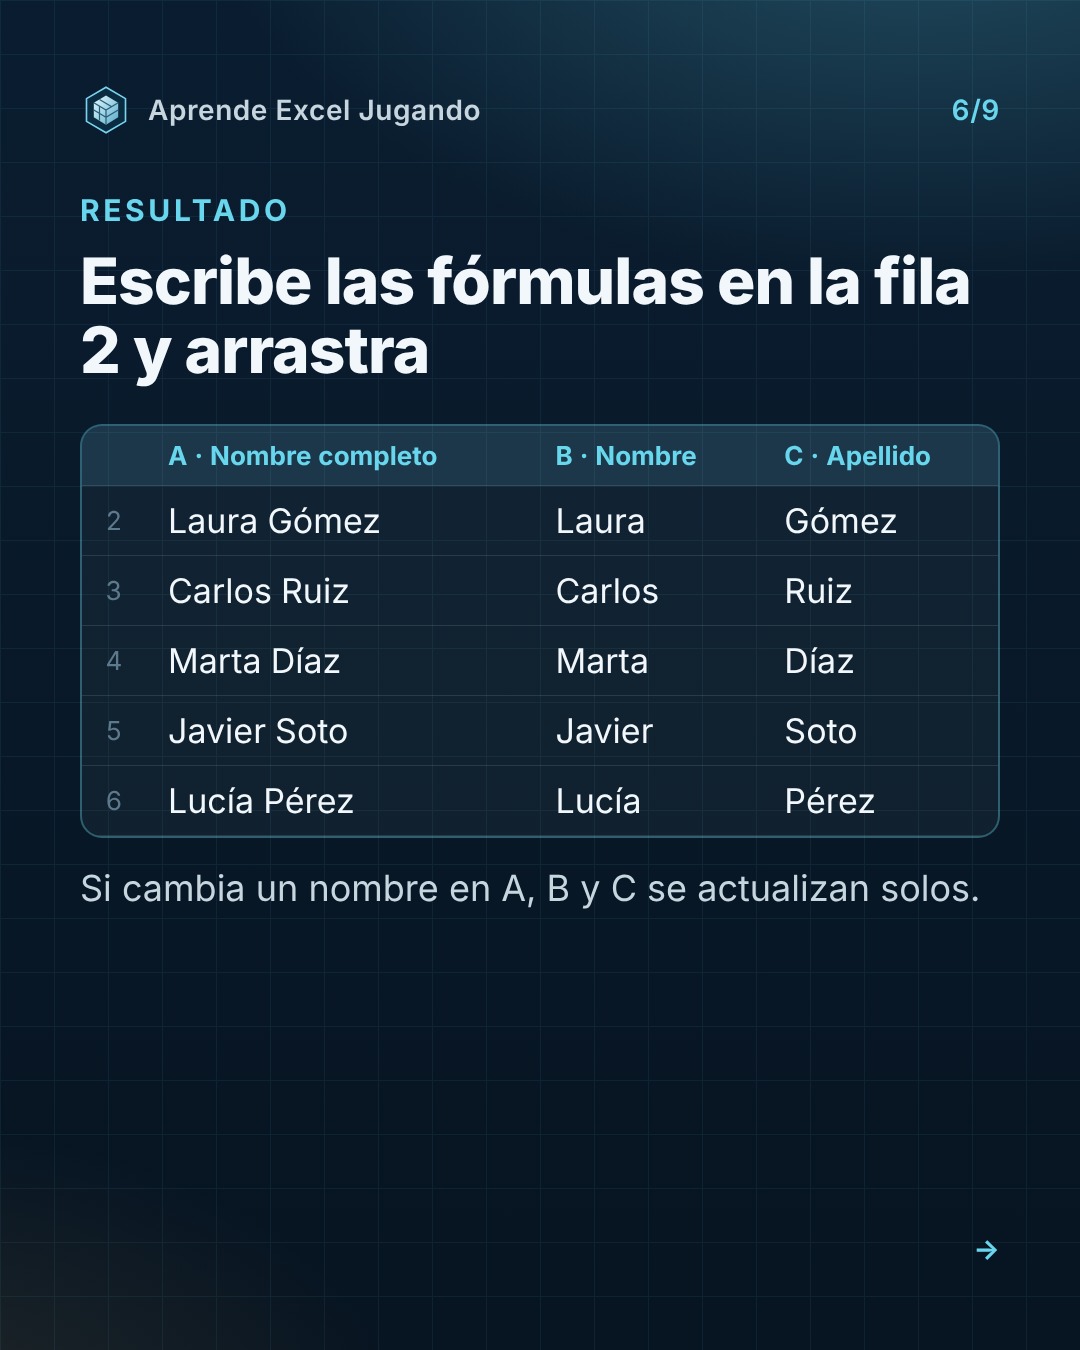 Aprende Excel Jugando
6/9
RESULTADO
Escribe las fórmulas en la fila
2 y arrastra
A · Nombre completo B · Nombre C · Apellido
2 Laura Gómez Laura Gómez
3 Carlos Ruiz Carlos Ruiz
4 Marta Díaz Marta Díaz
5 Javier Soto Javier Soto
6 Lucía Pérez Lucía Pérez
Si cambia un nombre en A, B y C se actualizan solos.
→